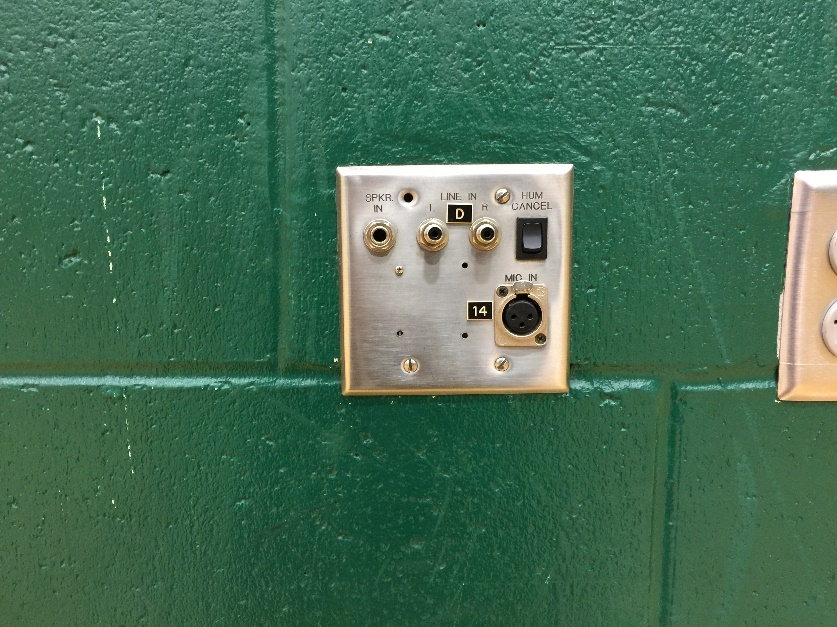 SPKR. IN
LINE IN
HUM CANCEL
D
R
MIC IN
14